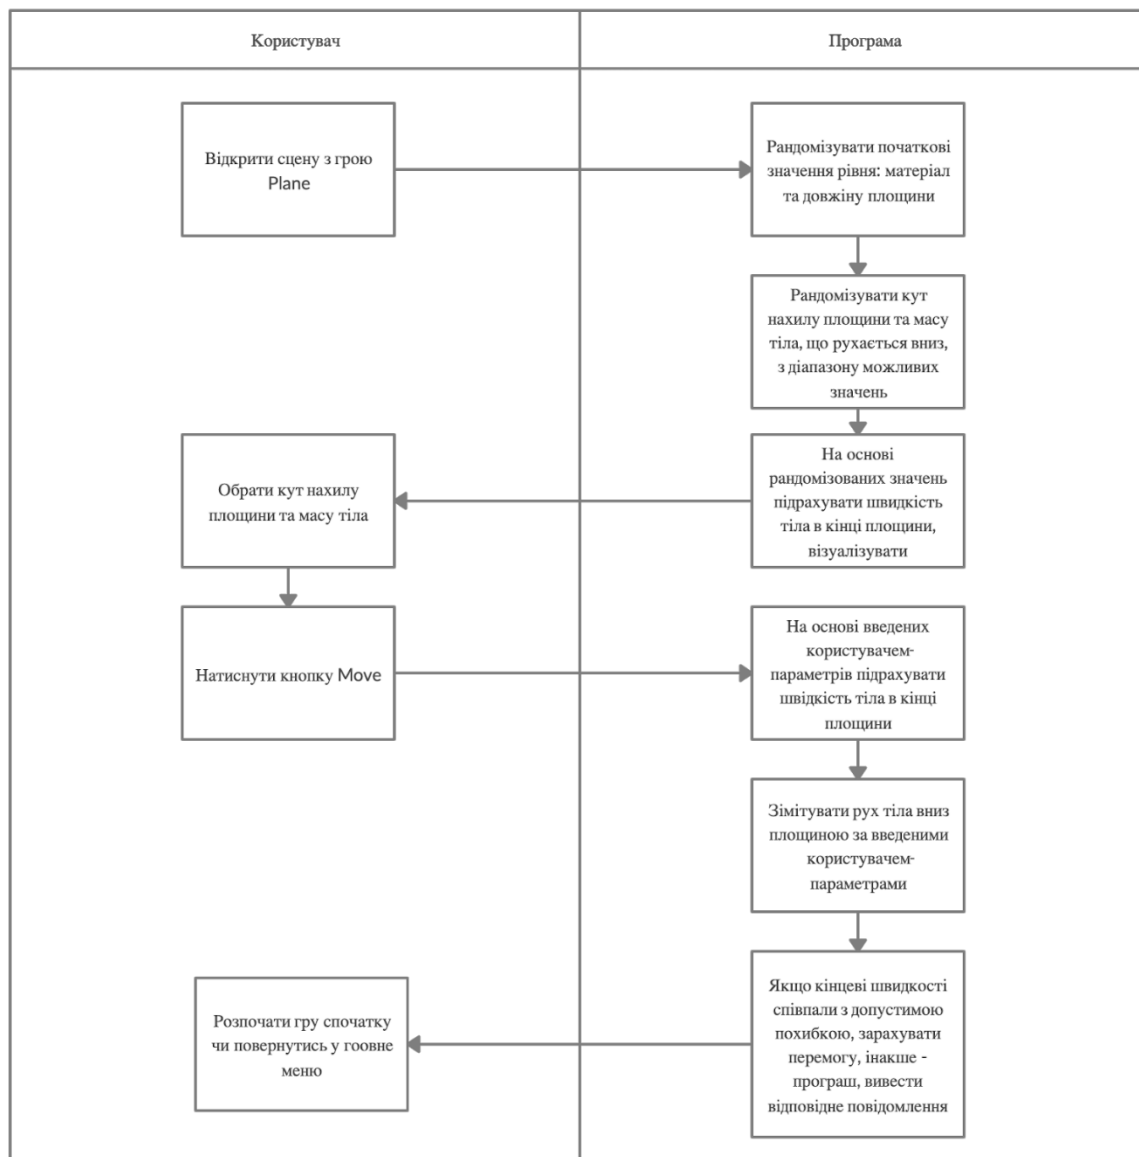 Користувач
Програма
Відкрити сцену з грою
Plane
Рандомізувати початкові
значення рівня: матеріал
та довжіну площини
Рандомізувати кут
нахилу площини та масу
тіла, що рухається вниз,
з діапазону можливих
значень
На основі
рандомізованих значень
підрахувати швидкість
тіла в кінці площини,
візуалізувати
Обрати кут нахилу
площини та масу тіла
Натиснути кнопку Move
На основі введених
користувачем-
параметрів підрахувати
швідкість тіла в кінці
площини
Зімітувати рух тіла вниз
площиною за введеними
користувачем-
параметрами
Якщо кінцеві швидкості
співпали з допустимою
похибкою, зарахувати
перемогу, інакше -
програш, вивести
відповідне повідомлення
Розпочати гру спочатку
чи повернутись у гоовне
меню